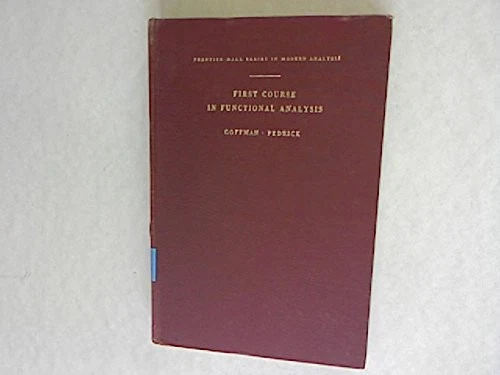 PRENTICE-HALL SERIES IN MODERN ANALYSIS
FIRST COURSE
IN FUNCTIONAL ANALYSIS
GOFFMAN · PEDRICK